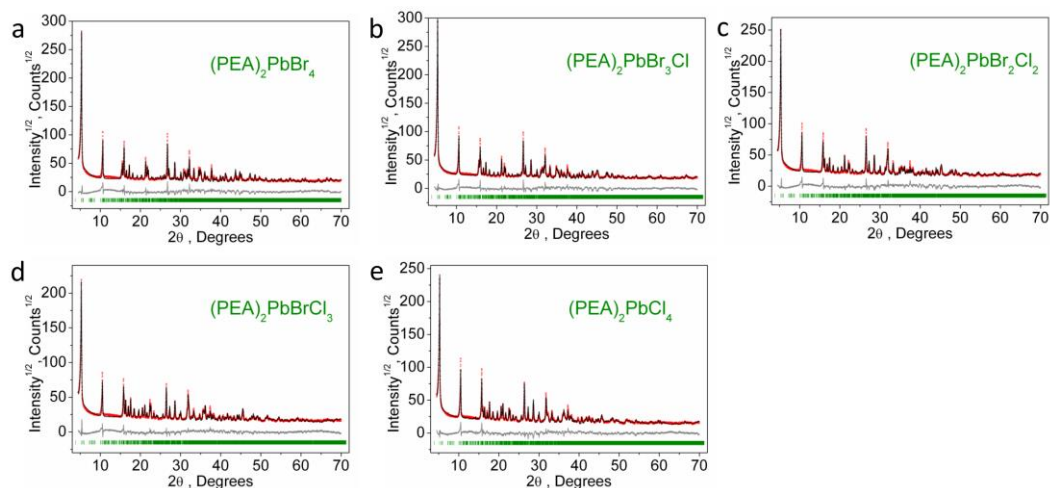 a
300
250
200
150
100
50
0
Intensity^1/2, Counts^1/2
(PEA)₂PbBr₄
10 20 30 40 50 60 70
2θ , Degrees
b
300
250
200
150
100
50
0
Intensity^1/2, Counts^1/2
(PEA)₂PbBr₃Cl
10 20 30 40 50 60 70
2θ , Degrees
c
250
200
150
100
50
0
Intensity^1/2, Counts^1/2
(PEA)₂PbBr₂Cl₂
10 20 30 40 50 60 70
2θ , Degrees
d
200
150
100
50
0
Intensity^1/2, Counts^1/2
(PEA)₂PbBrCl₃
10 20 30 40 50 60 70
2θ , Degrees
e
250
200
150
100
50
0
Intensity^1/2, Counts^1/2
(PEA)₂PbCl₄
10 20 30 40 50 60 70
2θ , Degrees